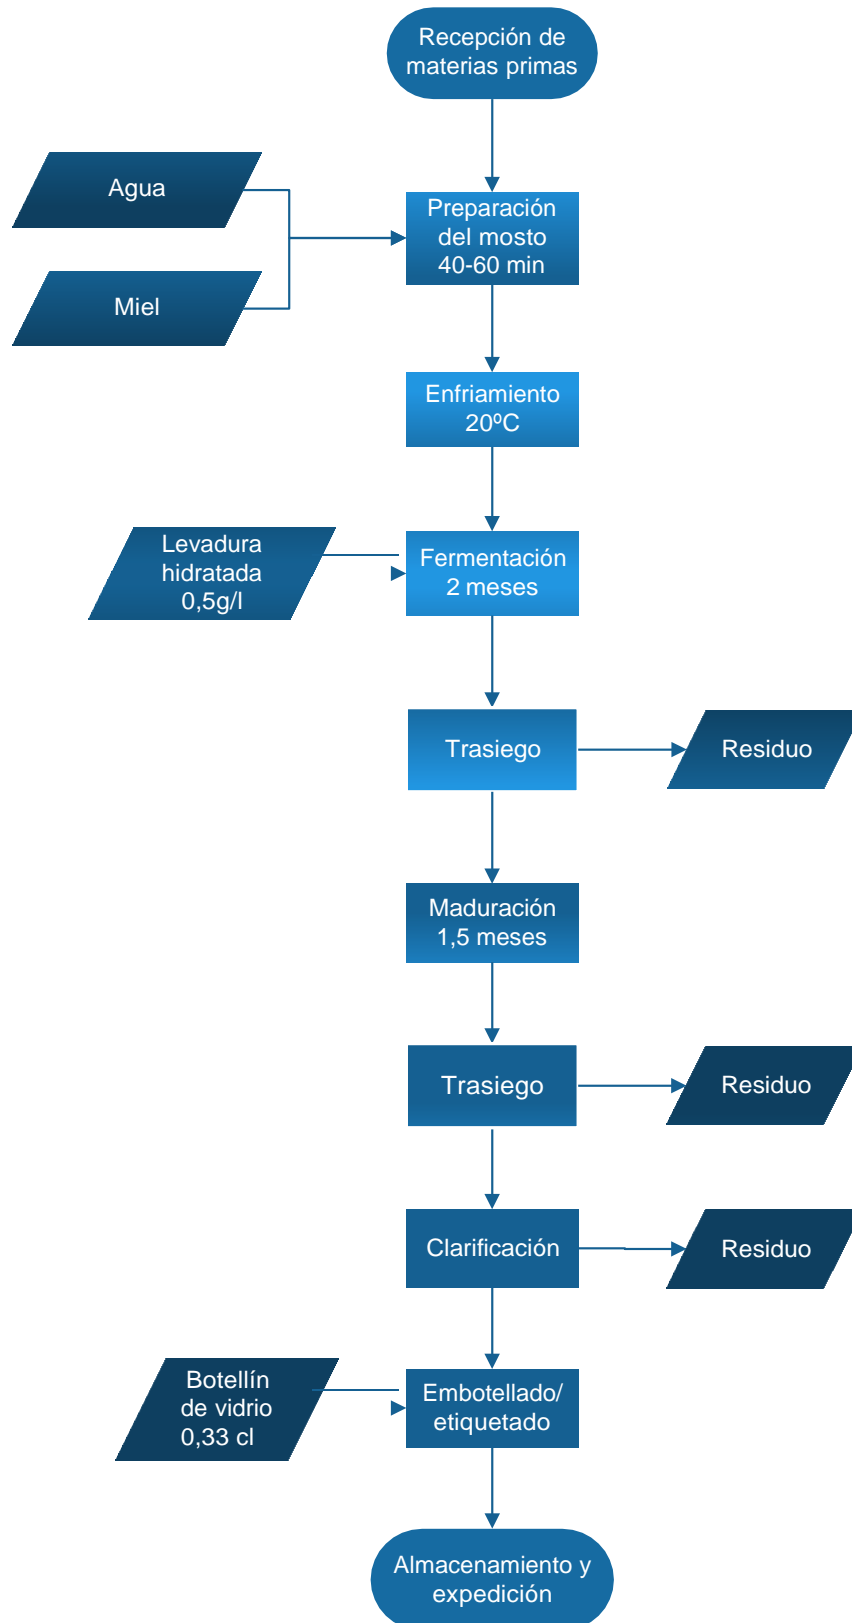 Recepción de
materias primas
Agua
Preparación
del mosto
40-60 min
Miel
Enfriamiento
20ºC
Levadura
hidratada
0,5g/l
Fermentación
2 meses
Trasiego
Residuo
Maduración
1,5 meses
Trasiego
Residuo
Clarificación
Residuo
Botellín
de vidrio
0,33 cl
Embotellado/
etiquetado
Almacenamiento y
expedición